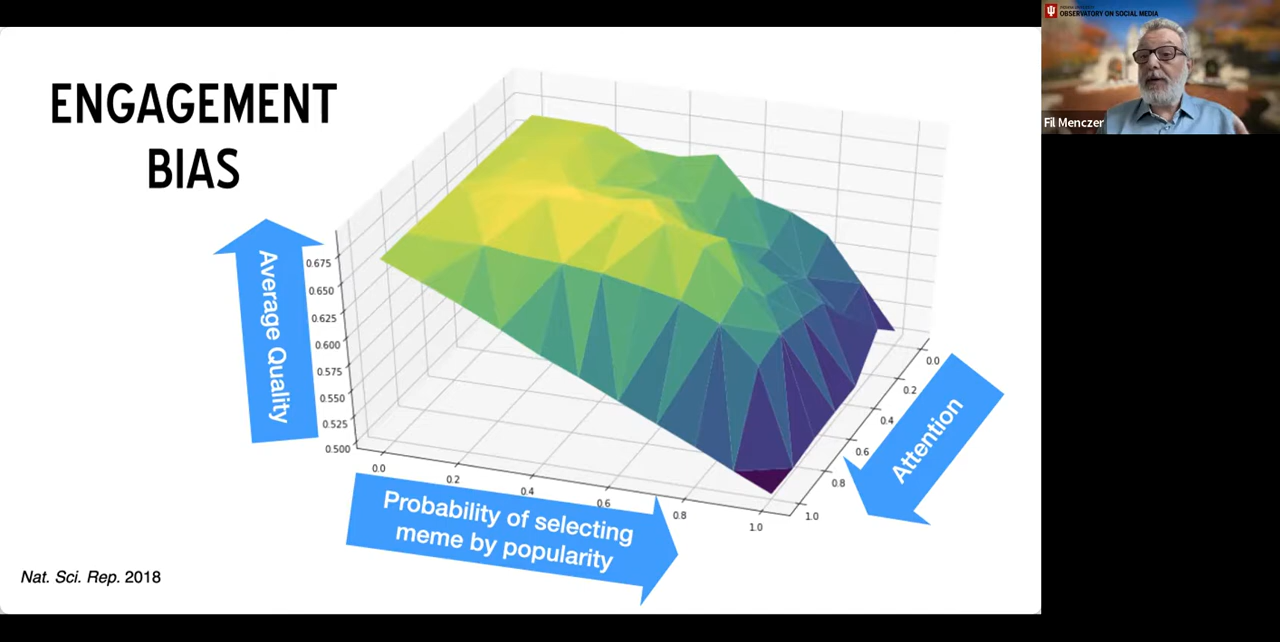 ENGAGEMENT
BIAS
Average Quality
0.675
0.650
0.625
0.600
0.575
0.550
0.525
0.500
0.0
0.2
0.4
0.6
0.8
1.0
Probability of selecting
meme by popularity
0.0
0.2
0.4
0.6
0.8
1.0
Attention
Nat. Sci. Rep. 2018
OBSERVATORY ON SOCIAL MEDIA
Fil Menczer